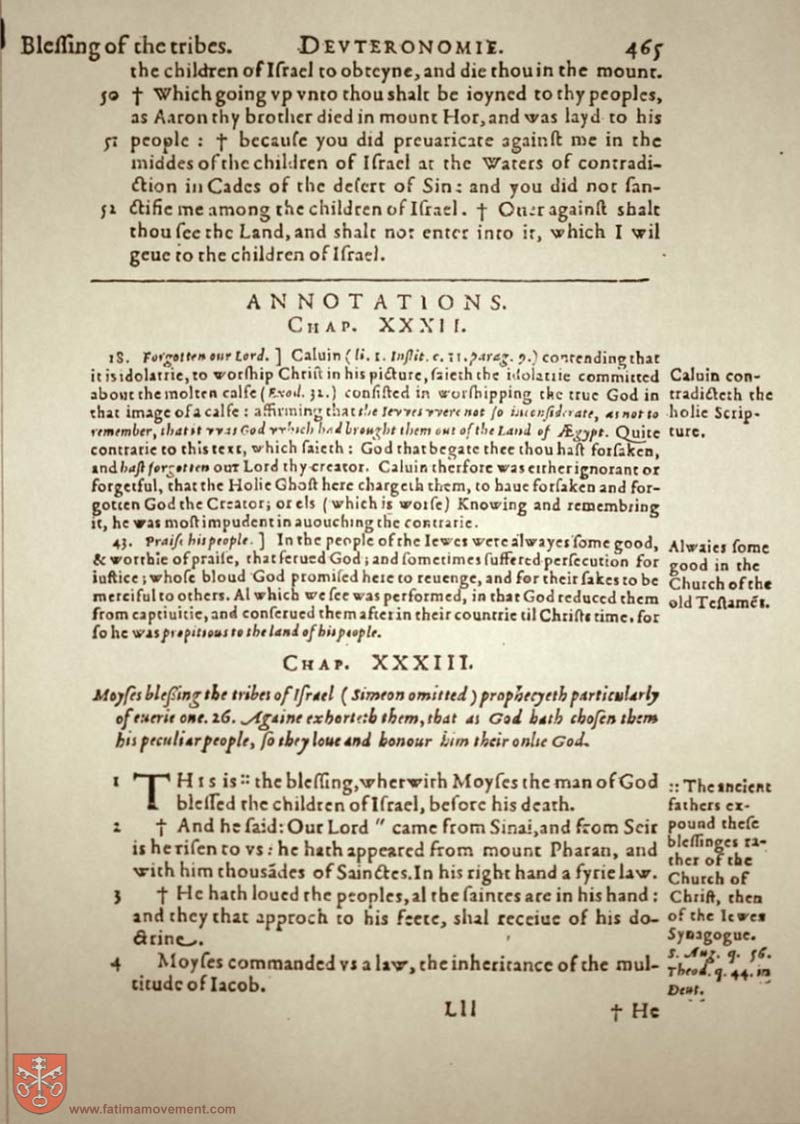 Bleſſing of the tribes. DEVTERONOMIE. 465
the children of Iſrael to obteyne, and die thou in the mount.
50 † Which going vp vnto thou shalt be ioyned to thy peoples,
as Aaron thy brother died in mount Hor, and was layd to his
51 people : † becauſe you did preuaricate againſt me in the
middes of the children of Iſrael at the Waters of contradi-
ction in Cades of the deſert of Sin: and you did not ſan-
52 ctifie me among the children of Iſrael. † Ouer againſt shalt
thou ſee the Land, and shalt not enter into it, which I wil
geue to the children of Iſrael.
ANNOTATIONS.
CHAP. XXXII.
18. Forgotten our Lord. ] Caluin (li. 1. Inſtit. c. 11. parag. 9.) contending that
it is idolatrie, to worſhip Chriſt in his picture, ſaieth the idolatrie committed
about the molten calfe (Exod. 32.) conſiſted in worſhipping the true God in
that image of a calfe : affirming that the Ievves vvere not ſo inconſiderate, as not to
remember, that it vvas God vvhich had brought them out of the Land of Ægypt. Quite
contrarie to this text, which ſaieth : God that begate thee thou haſt forſaken,
and haſt forgotten our Lord thy creator. Caluin therfore was either ignorant or
forgetful, that the Holie Ghoſt here chargeth them, to haue forſaken and for-
gotten God the Creator; or els (which is worſe) Knowing and remembring
it, he was moſt impudent in auouching the contrarie.
Caluin con-
tradicteth the
holie Scrip-
ture.
43. Praiſe his people. ] In the people of the Iewes were alwayes ſome good,
& worthie of praiſe, that ſerued God; and ſometimes ſuffered perſecution for
iuſtice; whoſe bloud God promiſed here to reuenge, and for their ſakes to be
merciful to others. Al which we ſee was performed, in that God reduced them
from captiuitie, and conſerued them after in their countrie til Chriſts time. for
ſo he was propitious to the land of his people.
Alwaies ſome
good in the
Church of the
old Teſtamẽt.
CHAP. XXXIII.
Moyſes bleſſing the tribes of Iſrael (Simeon omitted) prophecyeth particularly
of euerie one. 26. Againe exhorteth them, that as God hath choſen them
his peculiar people, ſo they loue and honour him their onlie God.
1 THIS is :: the bleſſing, wherwith Moyſes the man of God
bleſſed the children of Iſrael, before his death.
2 † And he ſaid: Our Lord " came from Sinai, and from Seir
is he riſen to vs: he hath appeared from mount Pharan, and
with him thouſãdes of Sainctes. In his right hand a fyrie law.
3 † He hath loued the peoples, al the ſaintes are in his hand:
and they that approch to his feete, shal receiue of his do-
ctrine.
4 Moyſes commanded vs a law, the inheritance of the mul-
titude of Iacob.
:: The ancient
fathers ex-
pound theſe
bleſſinges ra-
ther of the
Church of
Chriſt, then
of the Iewes
Synagogue.
S. Aug. q. 56.
Theod. q. 44. in
Deut.
Lll † He
www.fatimamovement.com